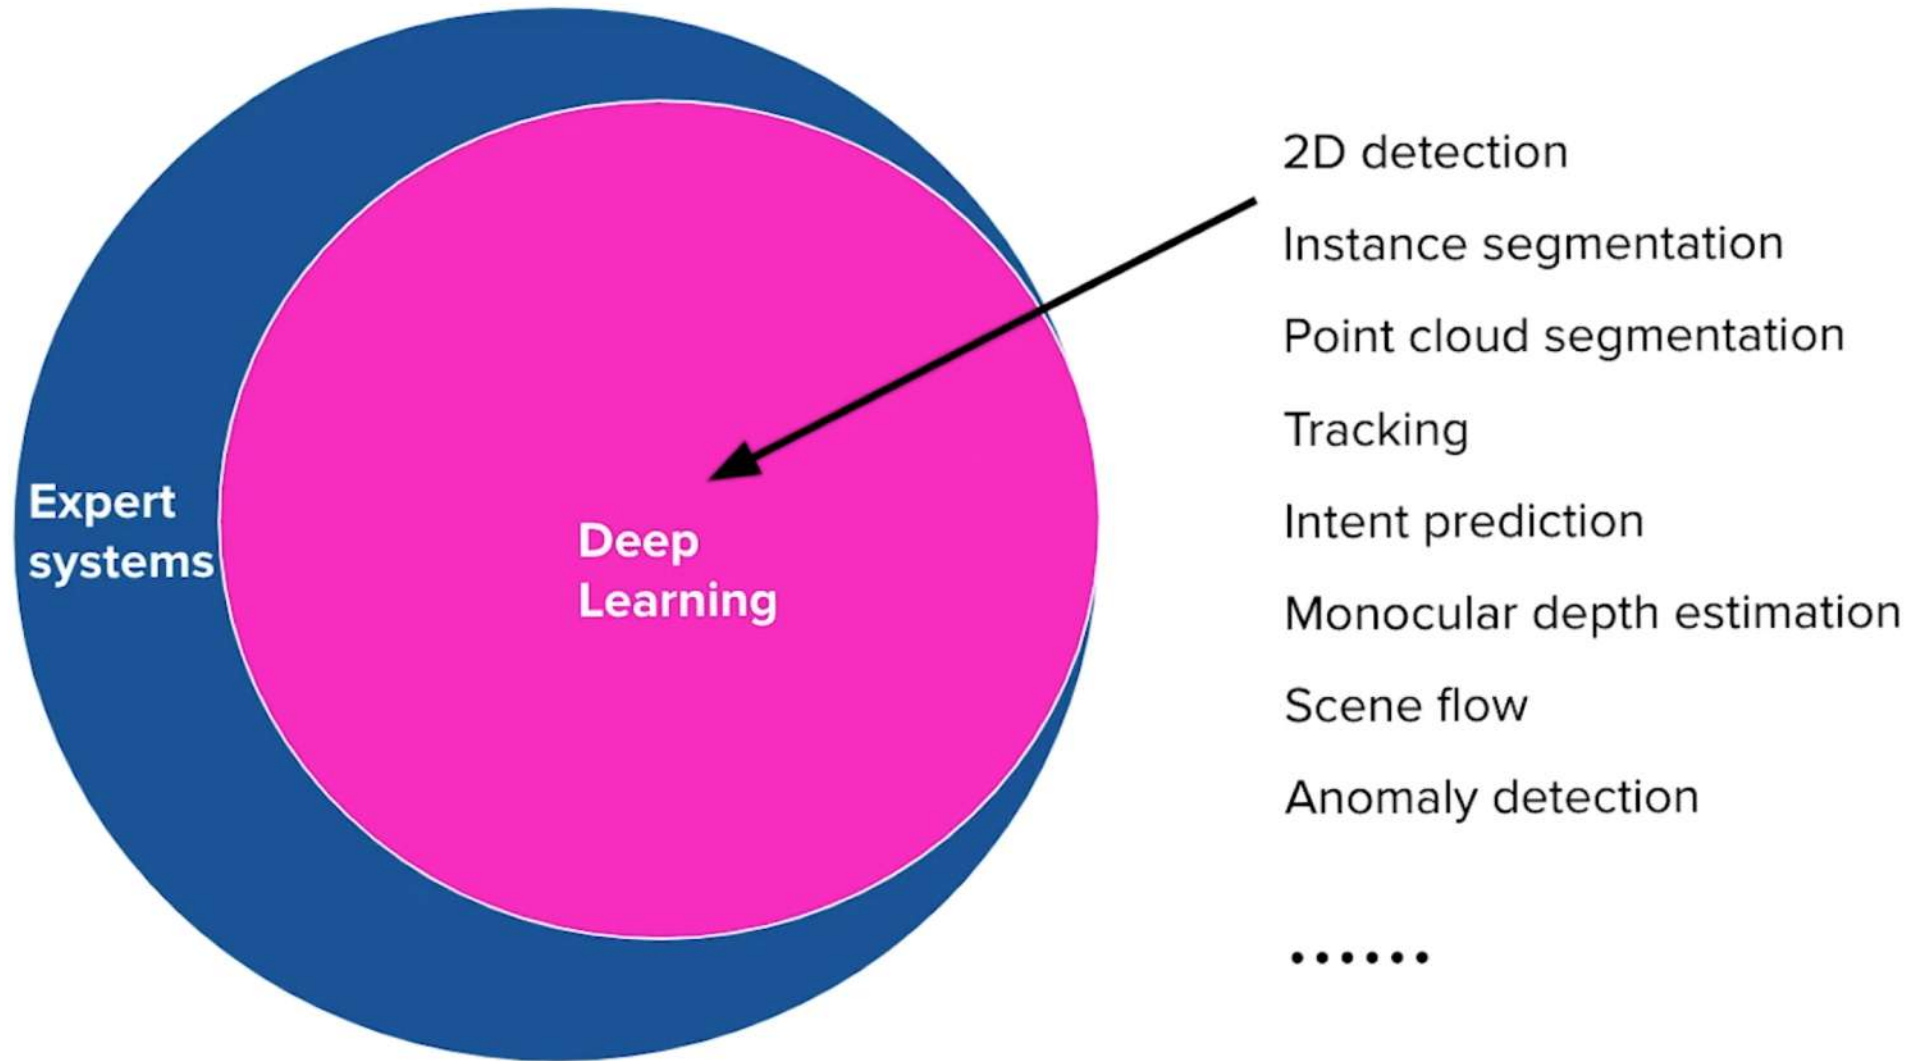 Expert
systems
Deep
Learning
2D detection
Instance segmentation
Point cloud segmentation
Tracking
Intent prediction
Monocular depth estimation
Scene flow
Anomaly detection
......